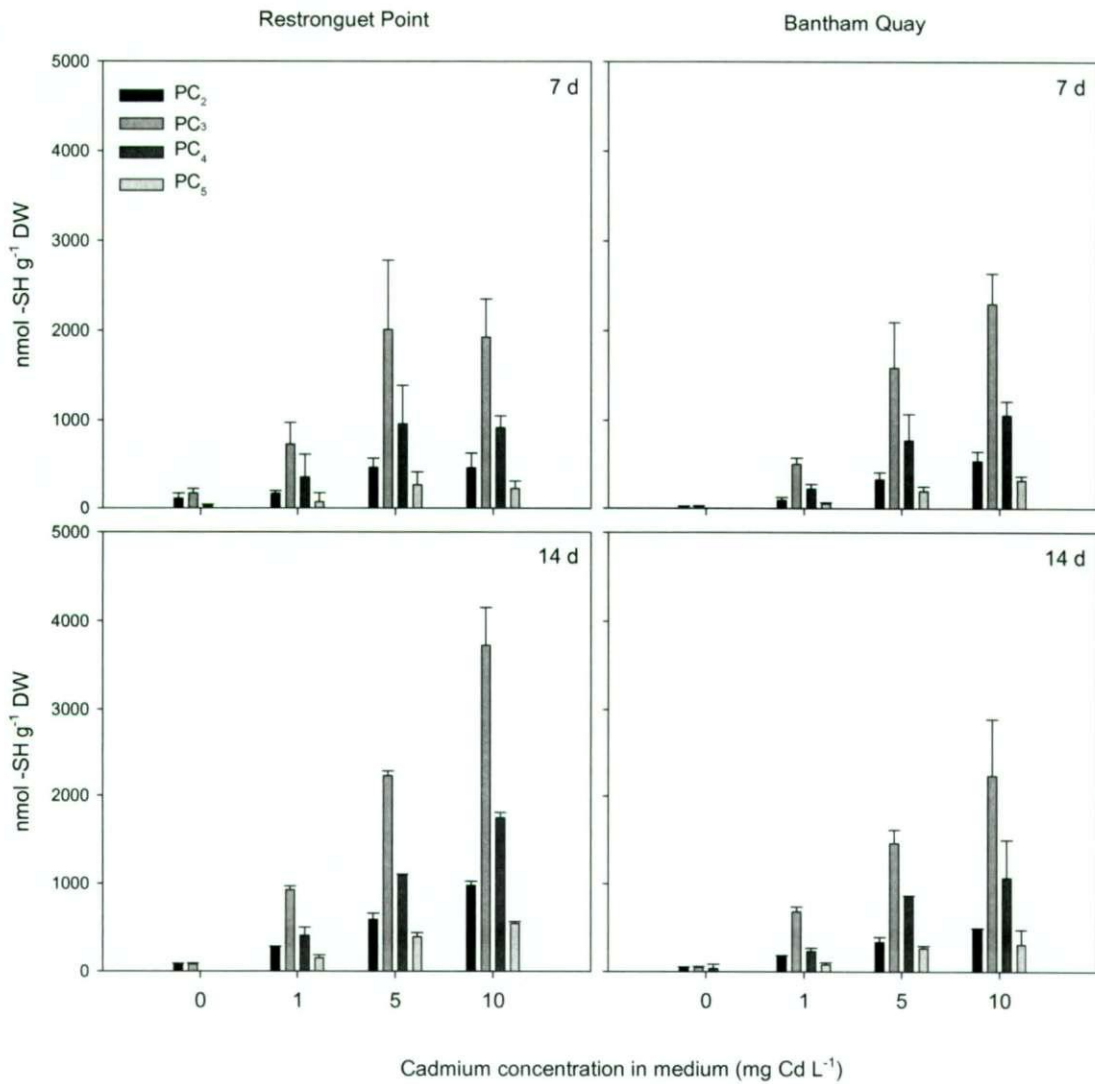 Restronguet Point
Bantham Quay
5000
4000
3000
2000
1000
0
nmol -SH g⁻¹ DW
PC₂
PC₃
PC₄
PC₅
7 d
7 d
5000
4000
3000
2000
1000
0
nmol -SH g⁻¹ DW
14 d
14 d
0 1 5 10
0 1 5 10
Cadmium concentration in medium (mg Cd L⁻¹)